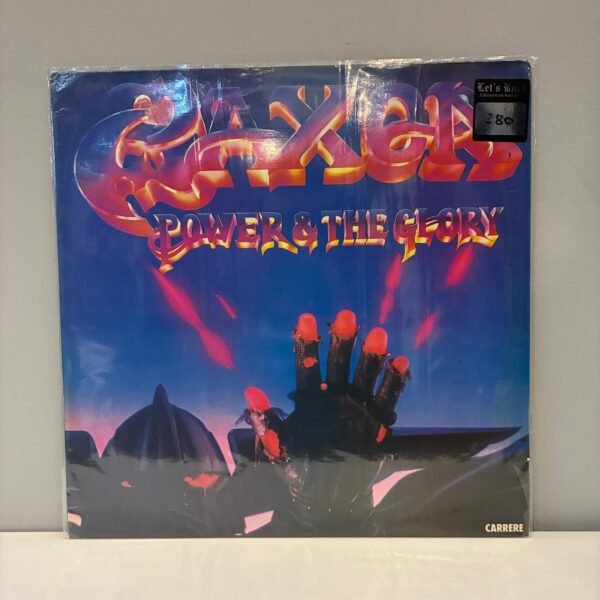 SAXON
POWER & THE GLORY
Let's Rock
280
CARRERE